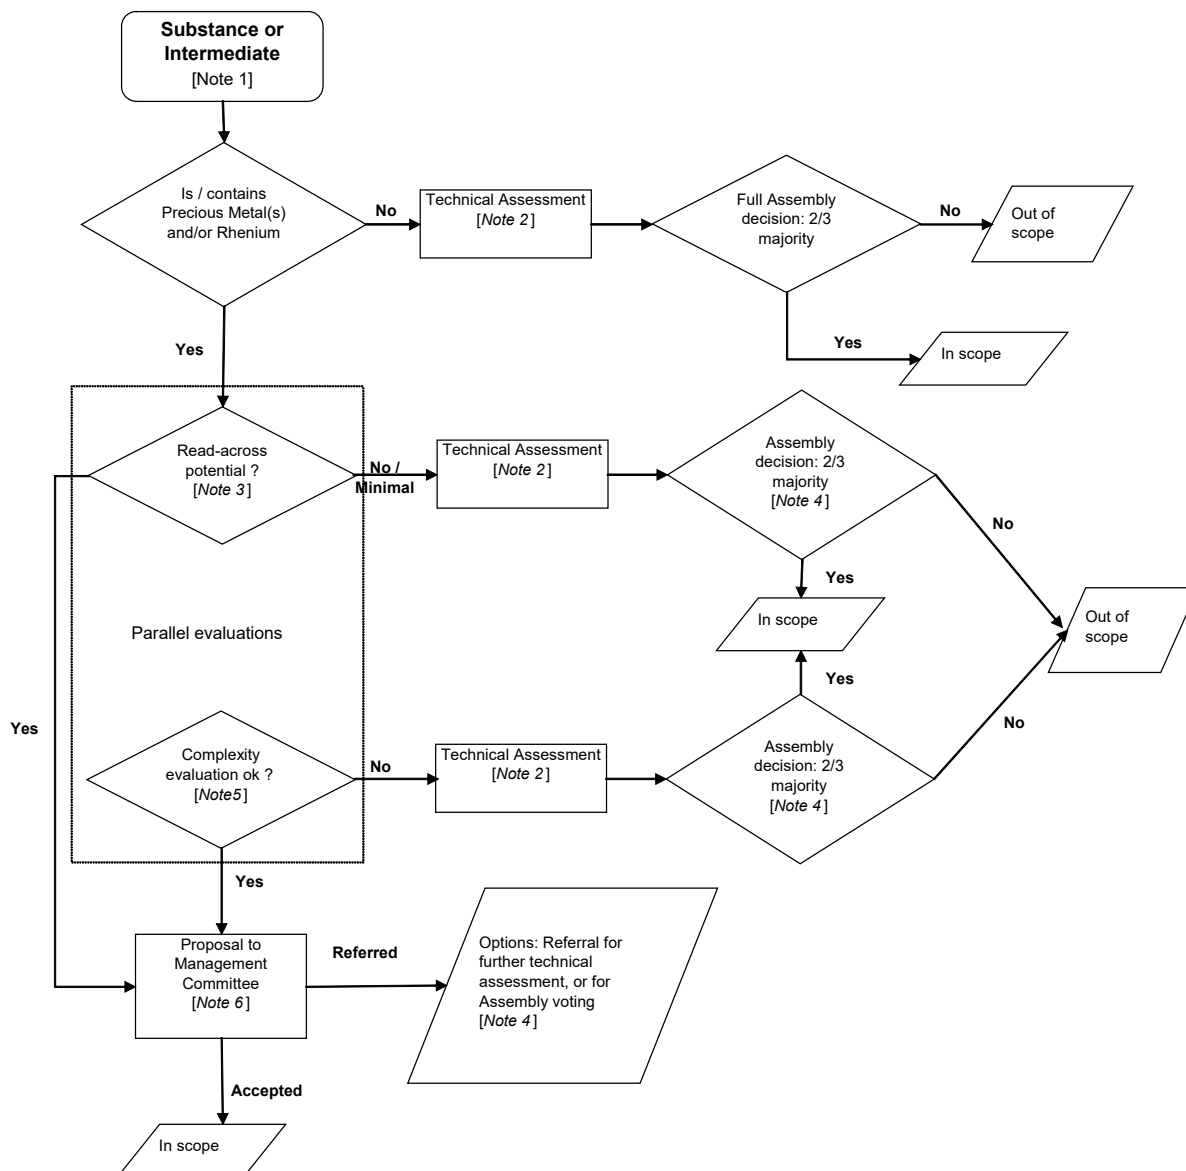 Substance or
Intermediate
[Note 1]
Is / contains
Precious Metal(s)
and/or Rhenium
No
Technical Assessment
[Note 2]
Full Assembly
decision: 2/3
majority
No
Out of
scope
Yes
In scope
Yes
Read-across
potential ?
[Note 3]
No /
Minimal
Technical Assessment
[Note 2]
Assembly
decision: 2/3
majority
[Note 4]
No
Yes
In scope
Out of
scope
Parallel evaluations
Yes
Yes
No
Complexity
evaluation ok ?
[Note5]
No
Technical Assessment
[Note 2]
Assembly
decision: 2/3
majority
[Note 4]
Yes
Proposal to
Management
Committee
[Note 6]
Referred
Options: Referral for
further technical
assessment, or for
Assembly voting
[Note 4]
Accepted
In scope